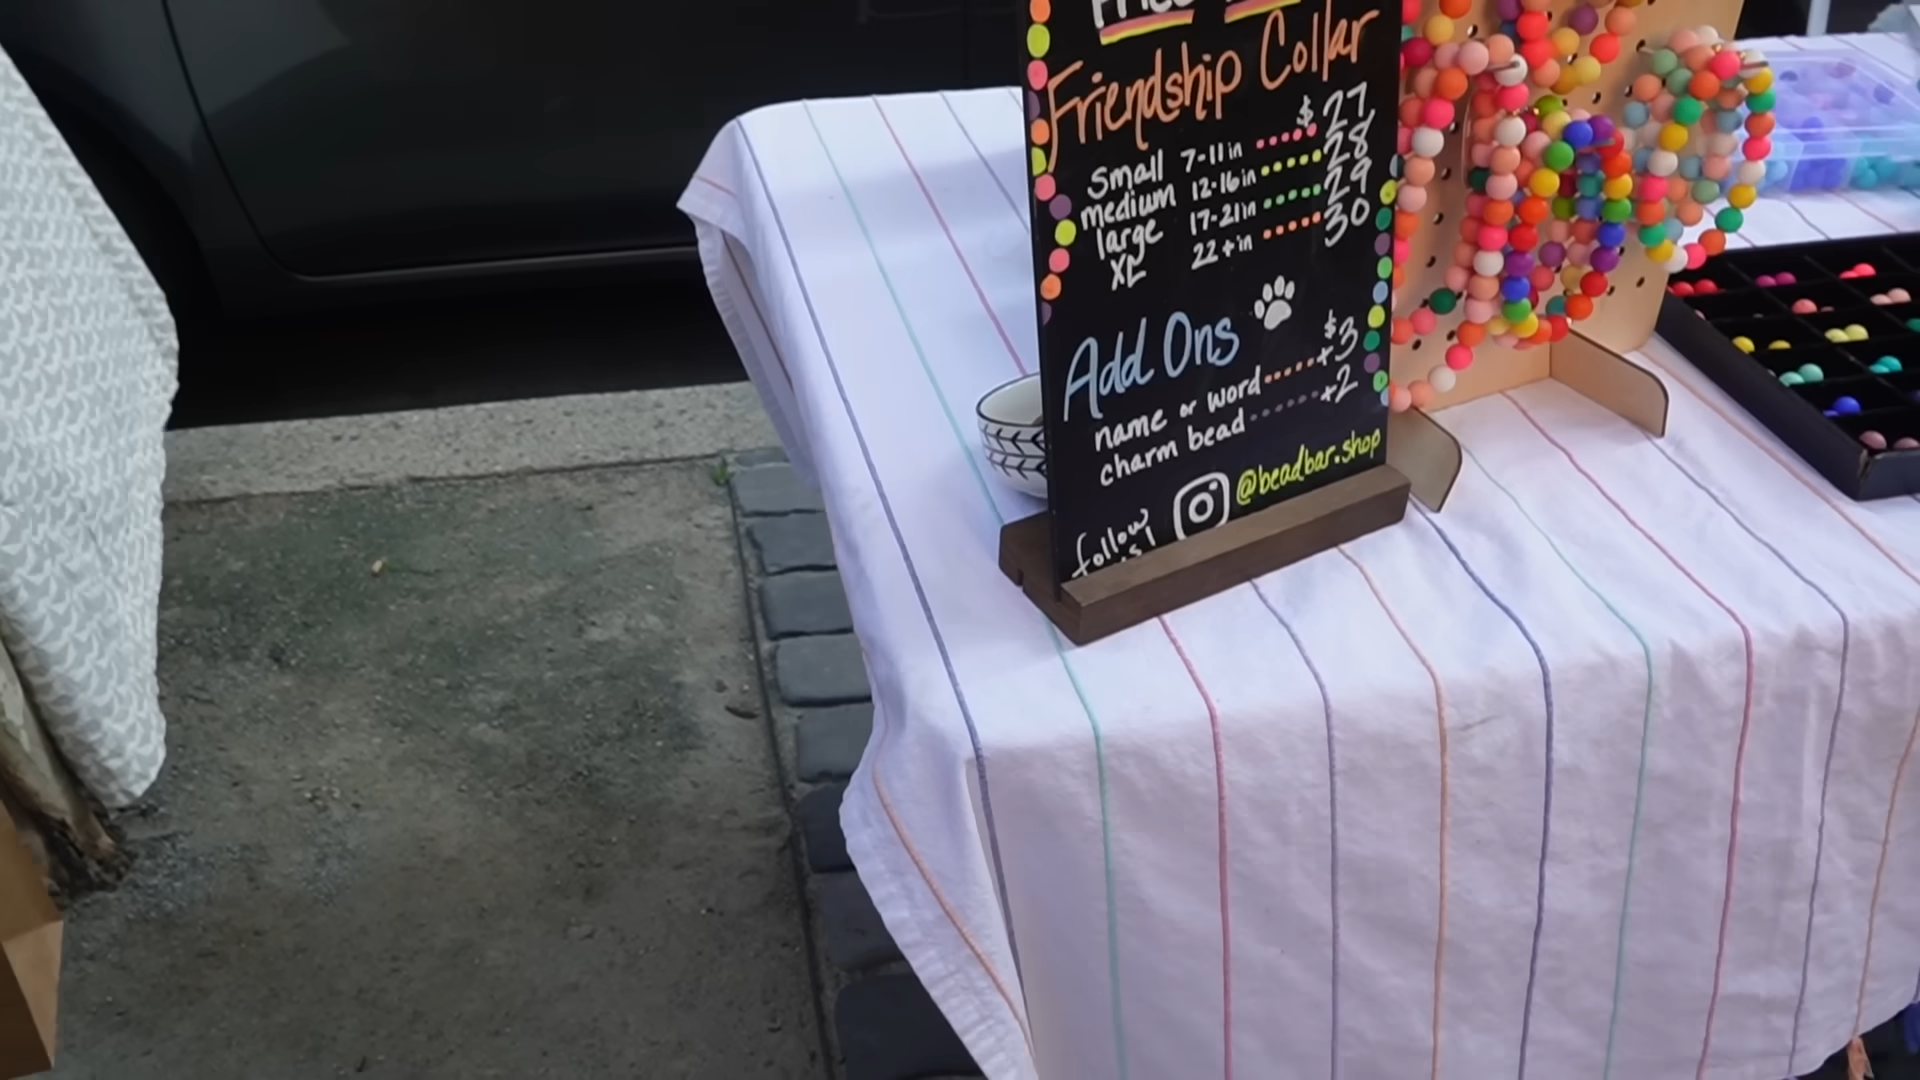 Friendship Collar
small 7-11in $27
medium 12-16in 28
large 17-21in 29
XL 22+in 30
Add Ons
name or word $+3
charm bead +2
follow us! @beadbar.shop